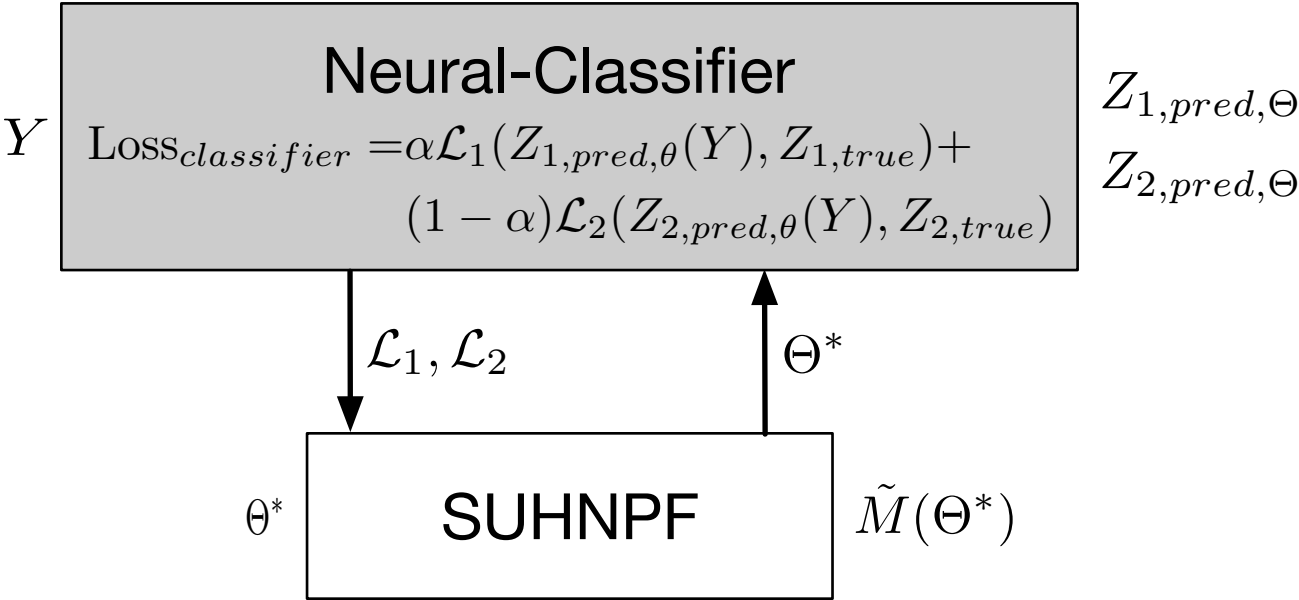 Neural-Classifier
Y
Loss_{classifier} =αℒ_1(Z_{1,pred,θ}(Y), Z_{1,true})+
(1 − α)ℒ_2(Z_{2,pred,θ}(Y), Z_{2,true})
Z_{1,pred,Θ}
Z_{2,pred,Θ}
ℒ_1, ℒ_2
Θ^*
Θ^*
SUHNPF
M̃(Θ^*)